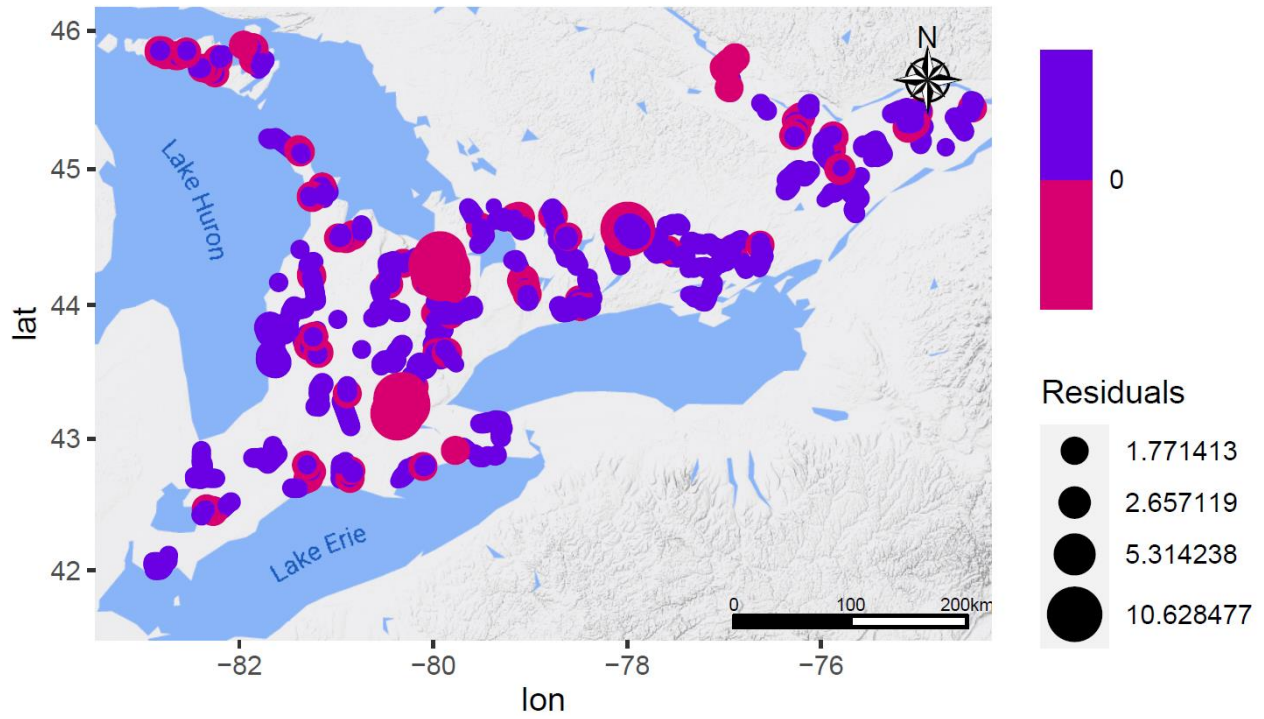 46
45
44
43
42
lat
−82
−80
−78
−76
lon
Lake Huron
Lake Erie
N
0
100
200km
0
Residuals
1.771413
2.657119
5.314238
10.628477